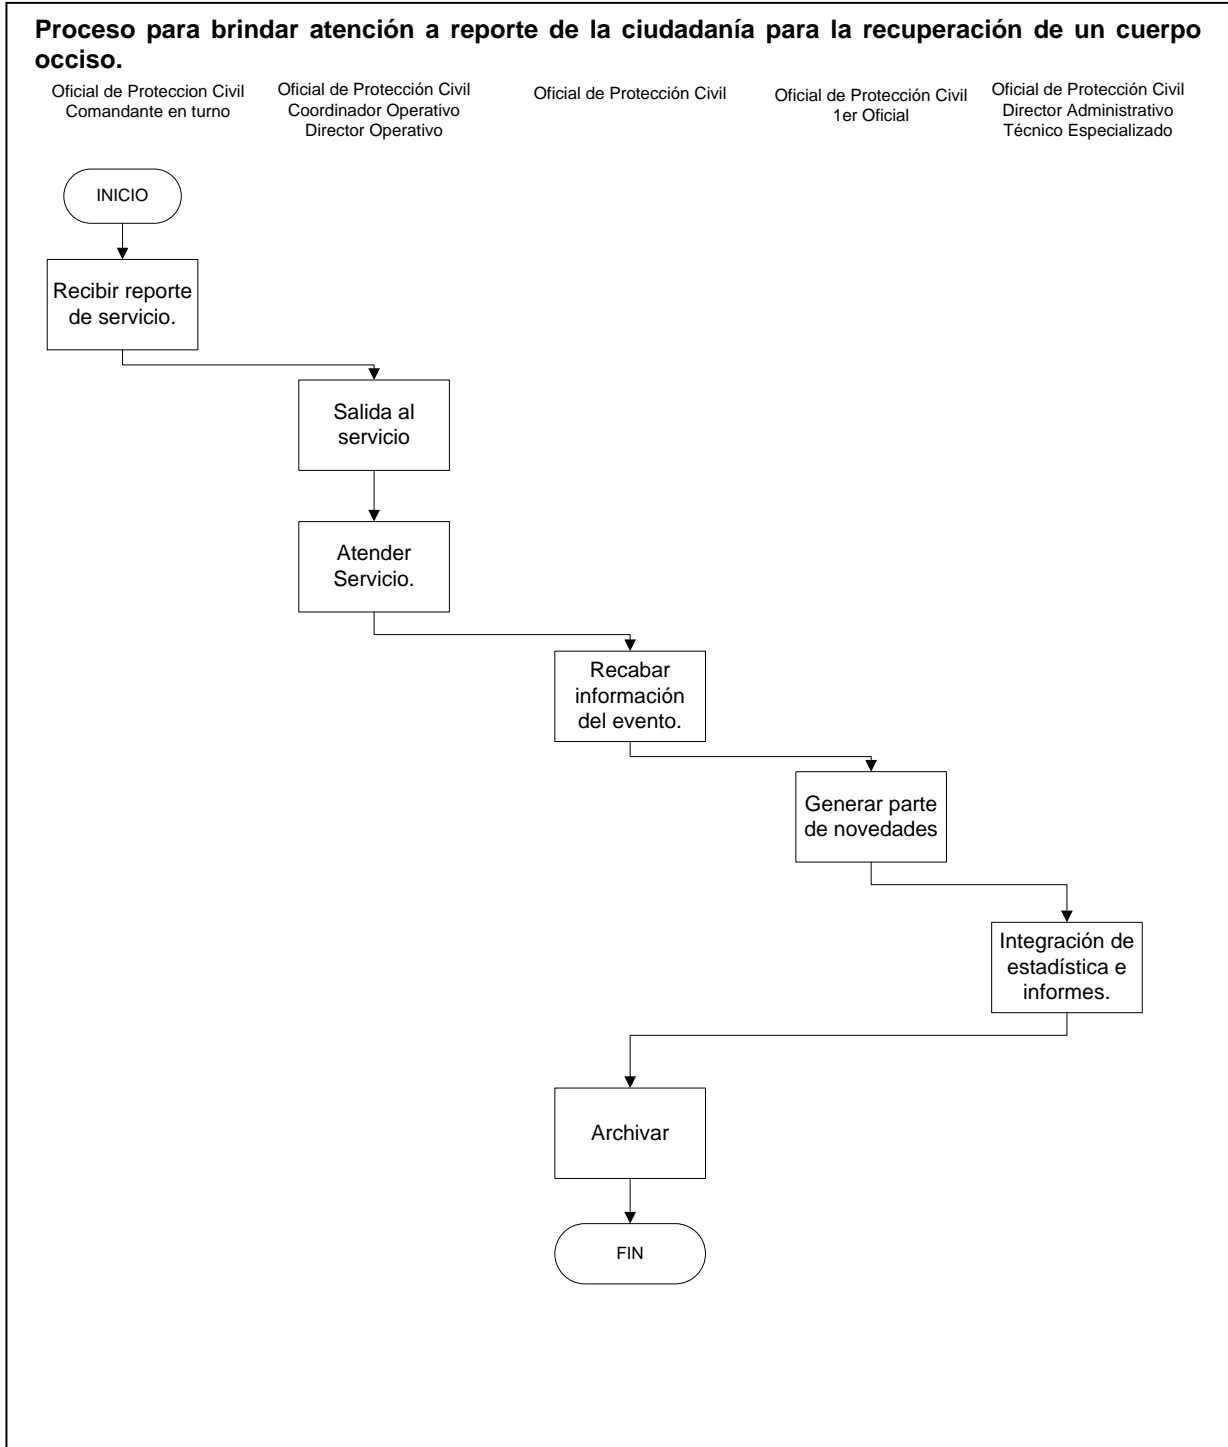 Proceso para brindar atención a reporte de la ciudadanía para la recuperación de un cuerpo
occiso.
Oficial de Proteccion Civil
Comandante en turno
Oficial de Protección Civil
Coordinador Operativo
Director Operativo
Oficial de Protección Civil
Oficial de Protección Civil
1er Oficial
Oficial de Protección Civil
Director Administrativo
Técnico Especializado
INICIO
Recibir reporte
de servicio.
Salida al
servicio
Atender
Servicio.
Recabar
información
del evento.
Generar parte
de novedades
Integración de
estadística e
informes.
Archivar
FIN